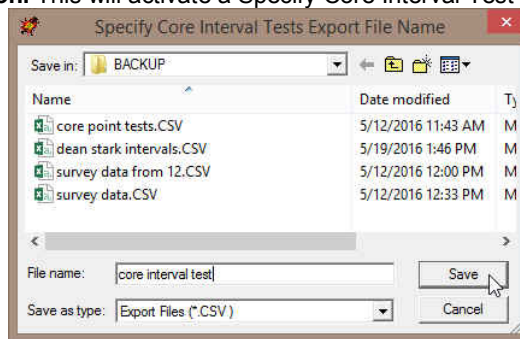 This will activate a Specify Core Interval Test
Specify Core Interval Tests Export File Name
Save in: BACKUP
Name Date modified
core point tests.CSV 5/12/2016 11:43 AM M
dean stark intervals.CSV 5/19/2016 1:46 PM M
survey data from 12.CSV 5/12/2016 12:00 PM M
survey data.CSV 5/12/2016 12:33 PM M
File name: core interval test Save
Save as type: Export Files (*.CSV ) Cancel